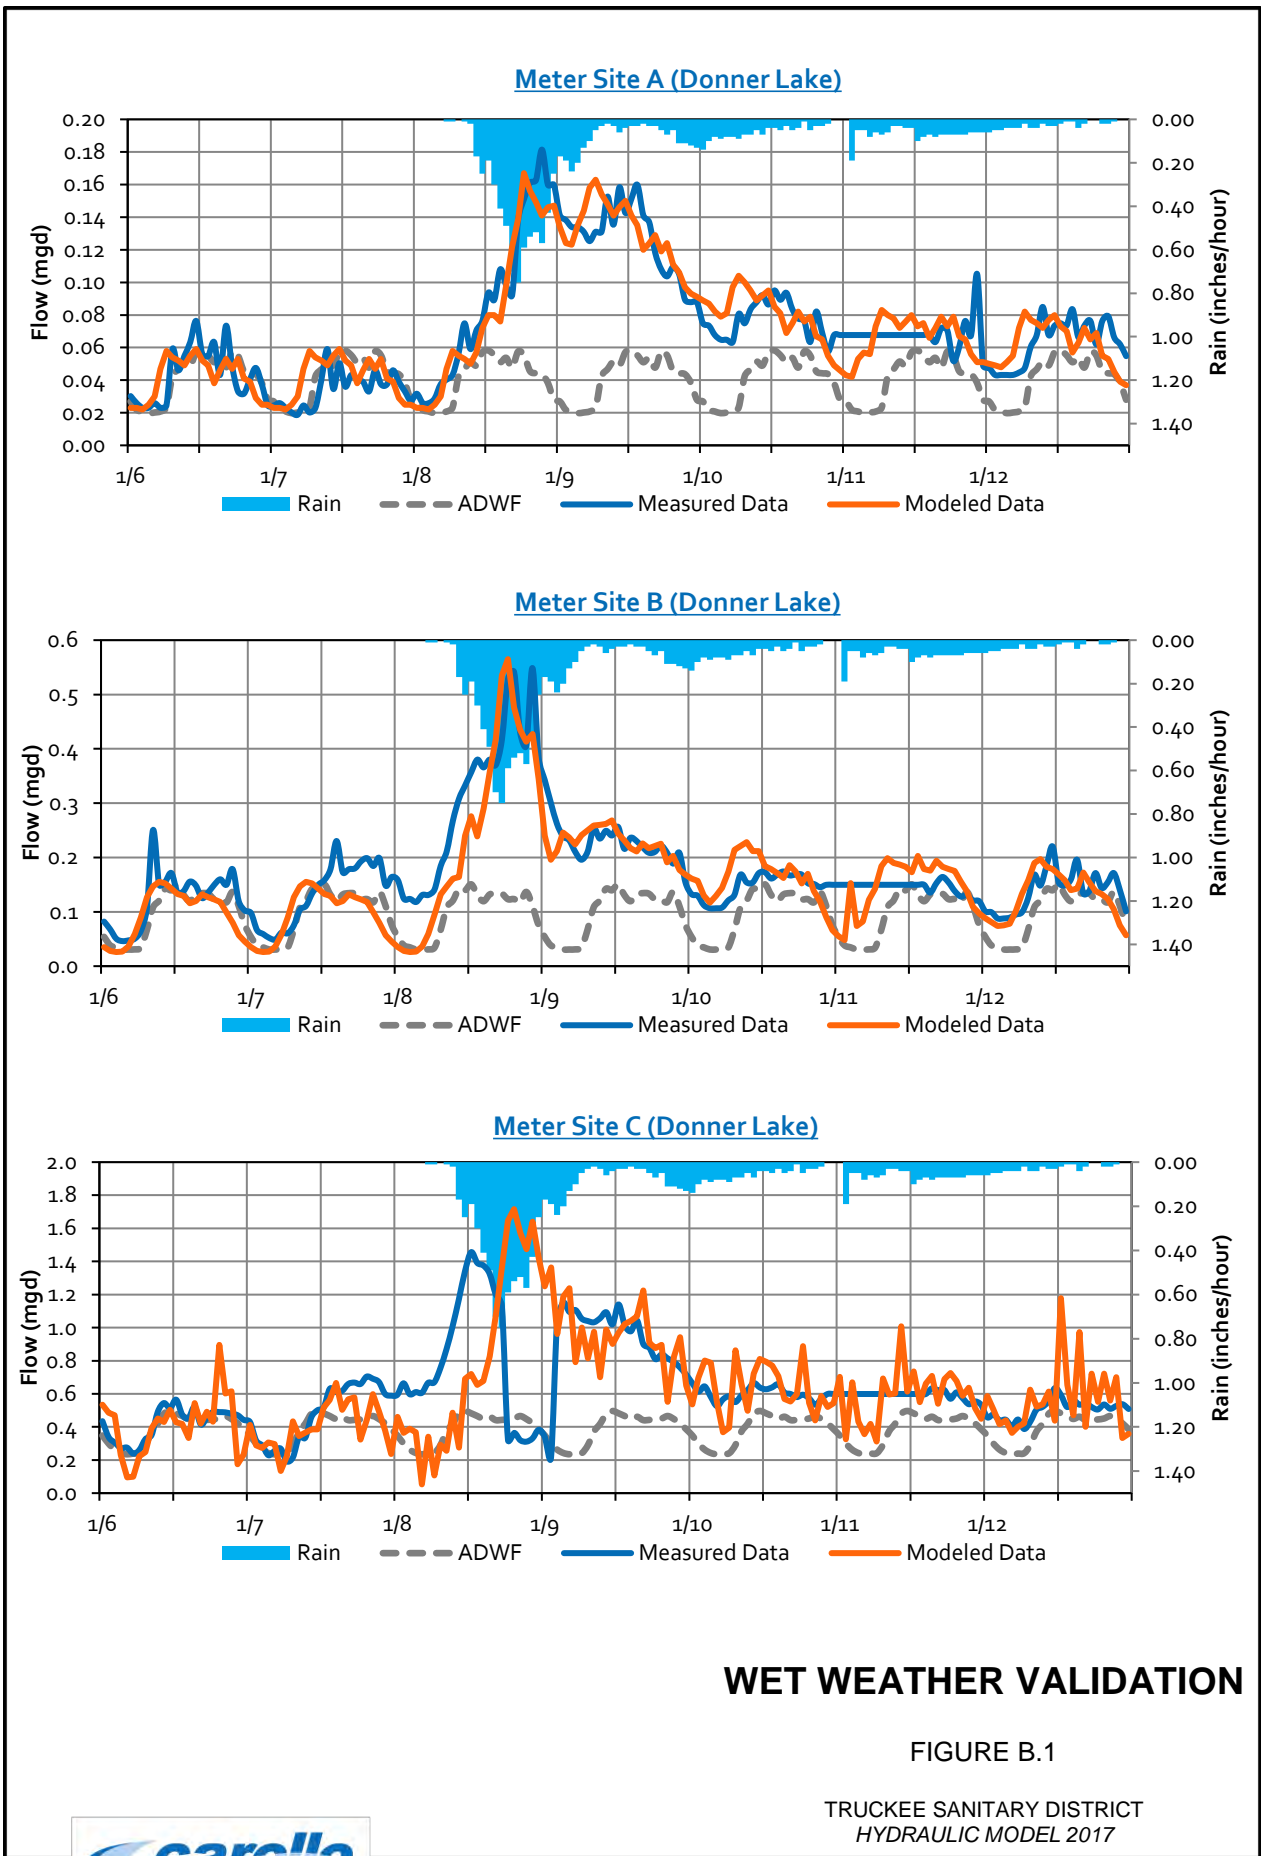 Meter Site A (Donner Lake)
0.20
0.18
0.16
0.14
0.12
0.10
0.08
0.06
0.04
0.02
0.00
Flow (mgd)
0.00
0.20
0.40
0.60
0.80
1.00
1.20
1.40
Rain (inches/hour)
1/6 1/7 1/8 1/9 1/10 1/11 1/12
Rain ADWF Measured Data Modeled Data
Meter Site B (Donner Lake)
0.6
0.5
0.4
0.3
0.2
0.1
0.0
Flow (mgd)
0.00
0.20
0.40
0.60
0.80
1.00
1.20
1.40
Rain (inches/hour)
1/6 1/7 1/8 1/9 1/10 1/11 1/12
Rain ADWF Measured Data Modeled Data
Meter Site C (Donner Lake)
2.0
1.8
1.6
1.4
1.2
1.0
0.8
0.6
0.4
0.2
0.0
Flow (mgd)
0.00
0.20
0.40
0.60
0.80
1.00
1.20
1.40
Rain (inches/hour)
1/6 1/7 1/8 1/9 1/10 1/11 1/12
Rain ADWF Measured Data Modeled Data
WET WEATHER VALIDATION
FIGURE B.1
TRUCKEE SANITARY DISTRICT
HYDRAULIC MODEL 2017
carollo